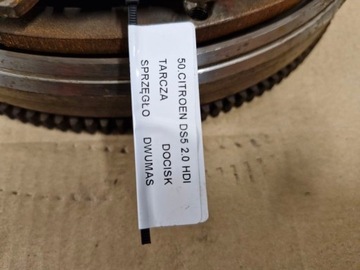 50.CITROEN DS5 2.0 HDI
TARCZA DOCISK
SPRZĘGŁO DWUMAS